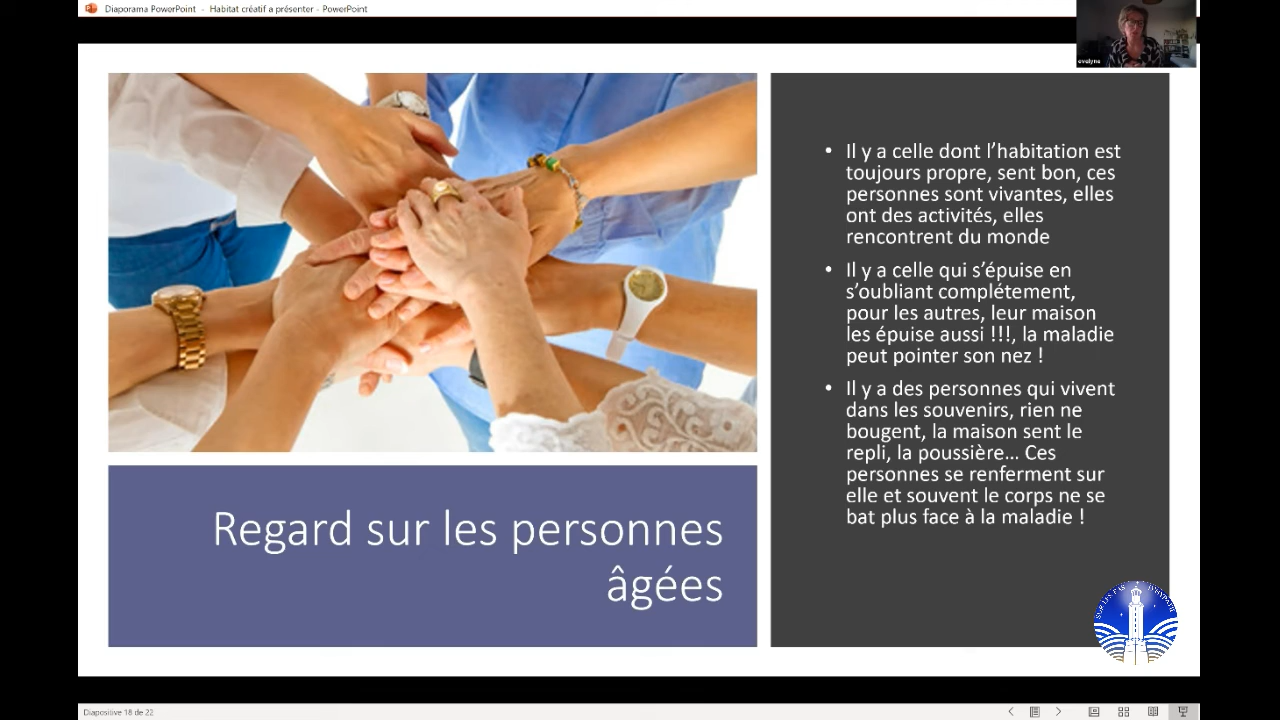 Diaporama PowerPoint - Habitat créatif a présenter - PowerPoint
evelyne
• Il y a celle dont l’habitation est
toujours propre, sent bon, ces
personnes sont vivantes, elles
ont des activités, elles
rencontrent du monde
• Il y a celle qui s’épuise en
s’oubliant complétement,
pour les autres, leur maison
les épuise aussi !!!, la maladie
peut pointer son nez !
• Il y a des personnes qui vivent
dans les souvenirs, rien ne
bougent, la maison sent le
repli, la poussière… Ces
personnes se renferment sur
elle et souvent le corps ne se
bat plus face à la maladie !
Regard sur les personnes
âgées
SUR LES PAS
Diapositive 18 de 22